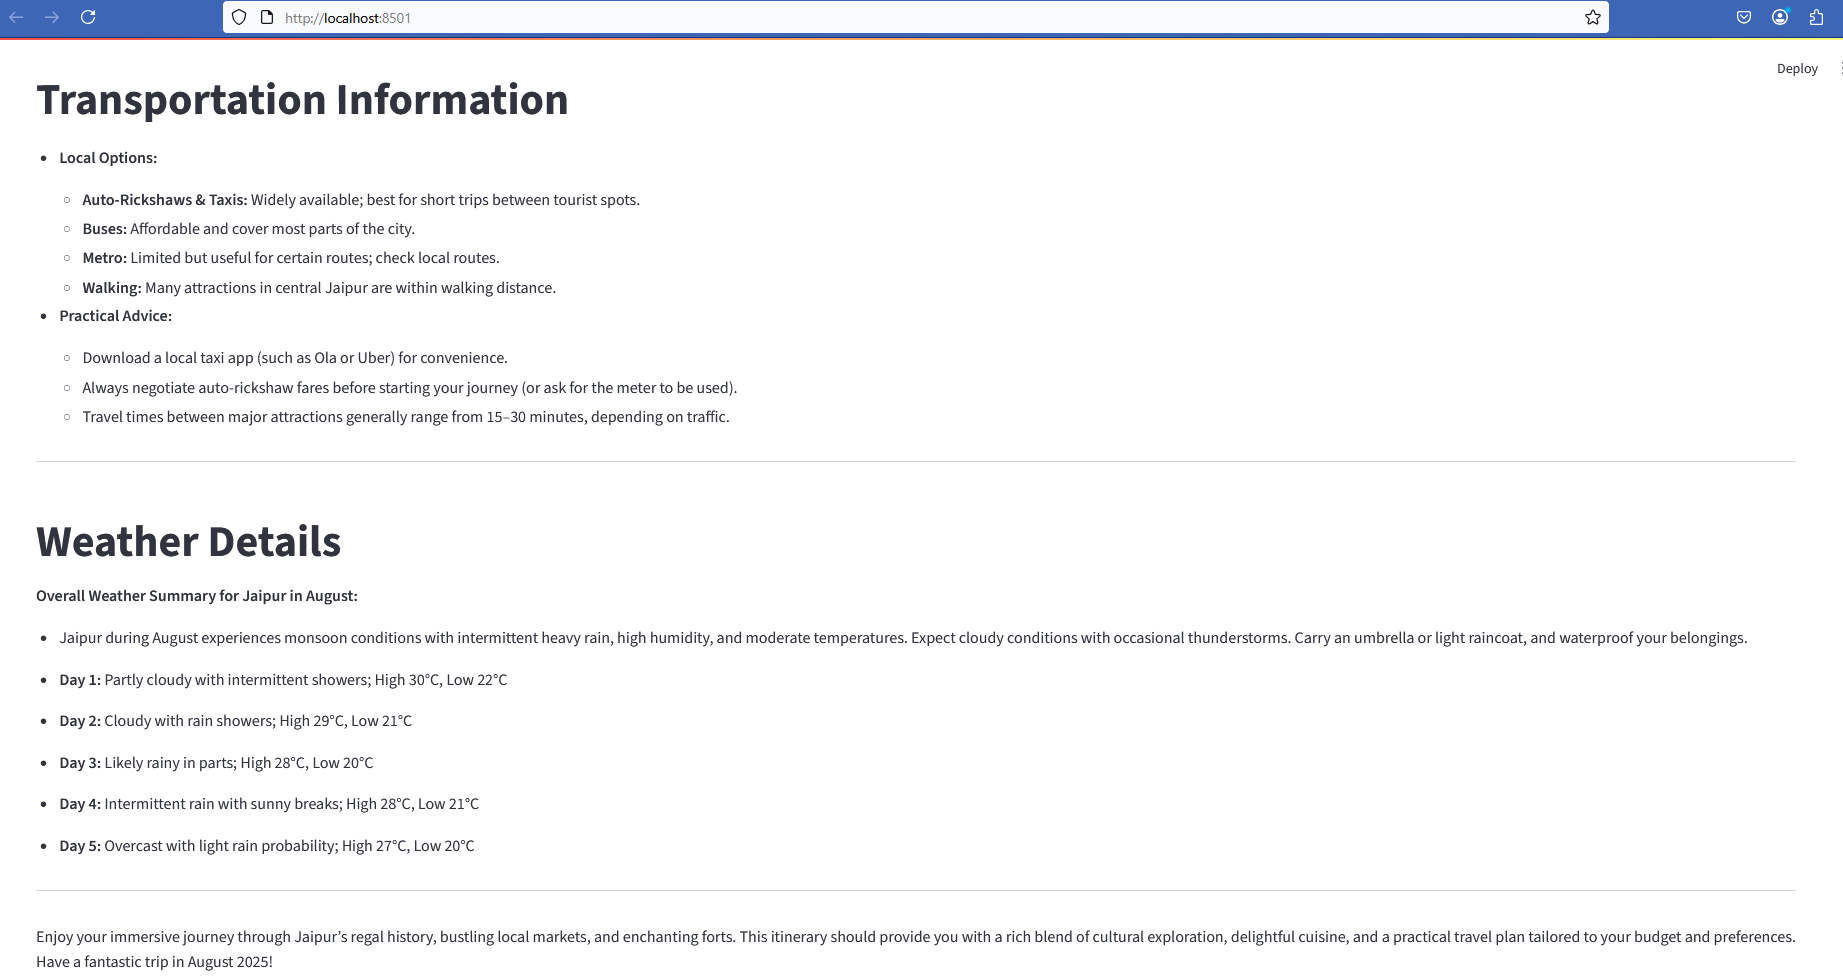 http://localhost:8501
Deploy
Transportation Information
Local Options:
Auto-Rickshaws & Taxis: Widely available; best for short trips between tourist spots.
Buses: Affordable and cover most parts of the city.
Metro: Limited but useful for certain routes; check local routes.
Walking: Many attractions in central Jaipur are within walking distance.
Practical Advice:
Download a local taxi app (such as Ola or Uber) for convenience.
Always negotiate auto-rickshaw fares before starting your journey (or ask for the meter to be used).
Travel times between major attractions generally range from 15–30 minutes, depending on traffic.
Weather Details
Overall Weather Summary for Jaipur in August:
Jaipur during August experiences monsoon conditions with intermittent heavy rain, high humidity, and moderate temperatures. Expect cloudy conditions with occasional thunderstorms. Carry an umbrella or light raincoat, and waterproof your belongings.
Day 1: Partly cloudy with intermittent showers; High 30°C, Low 22°C
Day 2: Cloudy with rain showers; High 29°C, Low 21°C
Day 3: Likely rainy in parts; High 28°C, Low 20°C
Day 4: Intermittent rain with sunny breaks; High 28°C, Low 21°C
Day 5: Overcast with light rain probability; High 27°C, Low 20°C
Enjoy your immersive journey through Jaipur’s regal history, bustling local markets, and enchanting forts. This itinerary should provide you with a rich blend of cultural exploration, delightful cuisine, and a practical travel plan tailored to your budget and preferences.
Have a fantastic trip in August 2025!